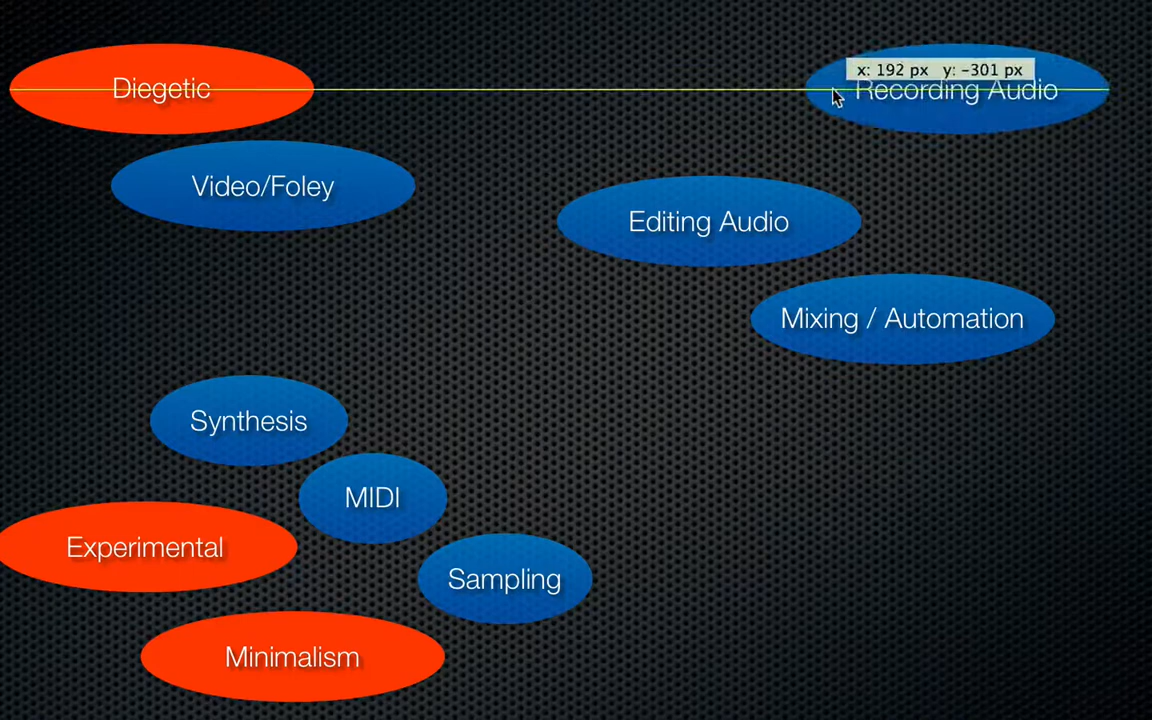 x: 192 px y: -301 px
Diegetic
Recording Audio
Video/Foley
Editing Audio
Mixing / Automation
Synthesis
MIDI
Experimental
Sampling
Minimalism